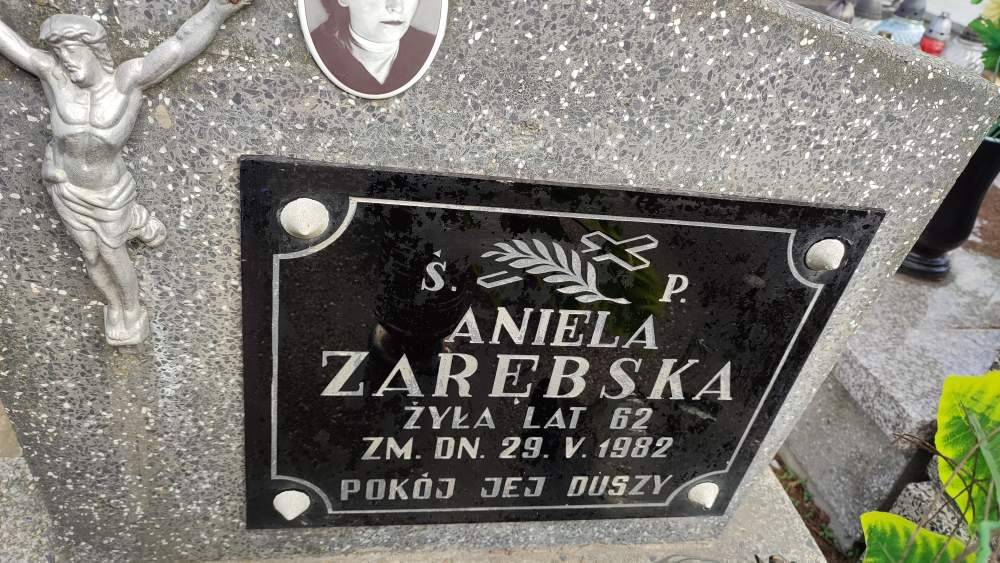 Ś. P.
ANIELA
ZARĘBSKA
ŻYŁA LAT 62
ZM. DN. 29. V. 1982
POKÓJ JEJ DUSZY